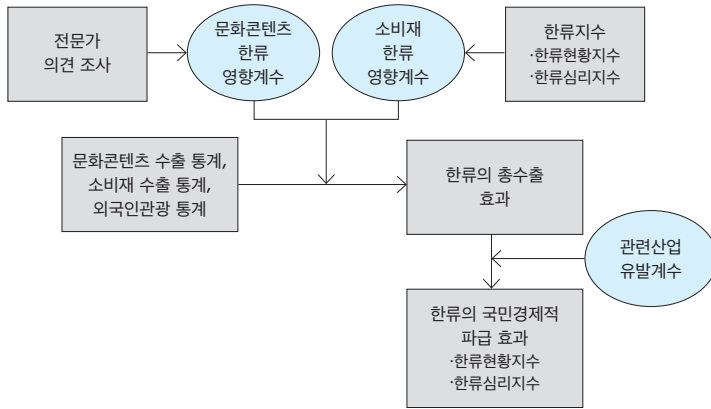 전문가
의견 조사
문화콘텐츠
한류
영향계수
소비재
한류
영향계수
한류지수
·한류현황지수
·한류심리지수
문화콘텐츠 수출 통계,
소비재 수출 통계,
외국인관광 통계
한류의 총수출
효과
관련산업
유발계수
한류의 국민경제적
파급 효과
·한류현황지수
·한류심리지수